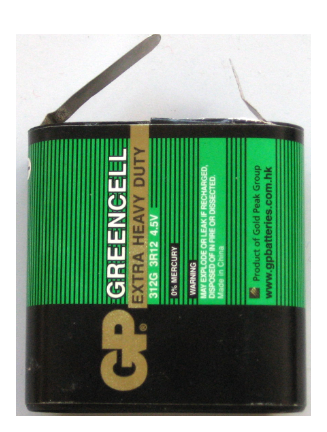 GP®
GREENCELL
EXTRA HEAVY DUTY
312G 3R12 4.5V
0% MERCURY
WARNING
MAY EXPLODE OR LEAK IF RECHARGED,
DISPOSED OF IN FIRE OR DISSECTED.
Made in China
Product of Gold Peak Group
www.gpbatteries.com.hk